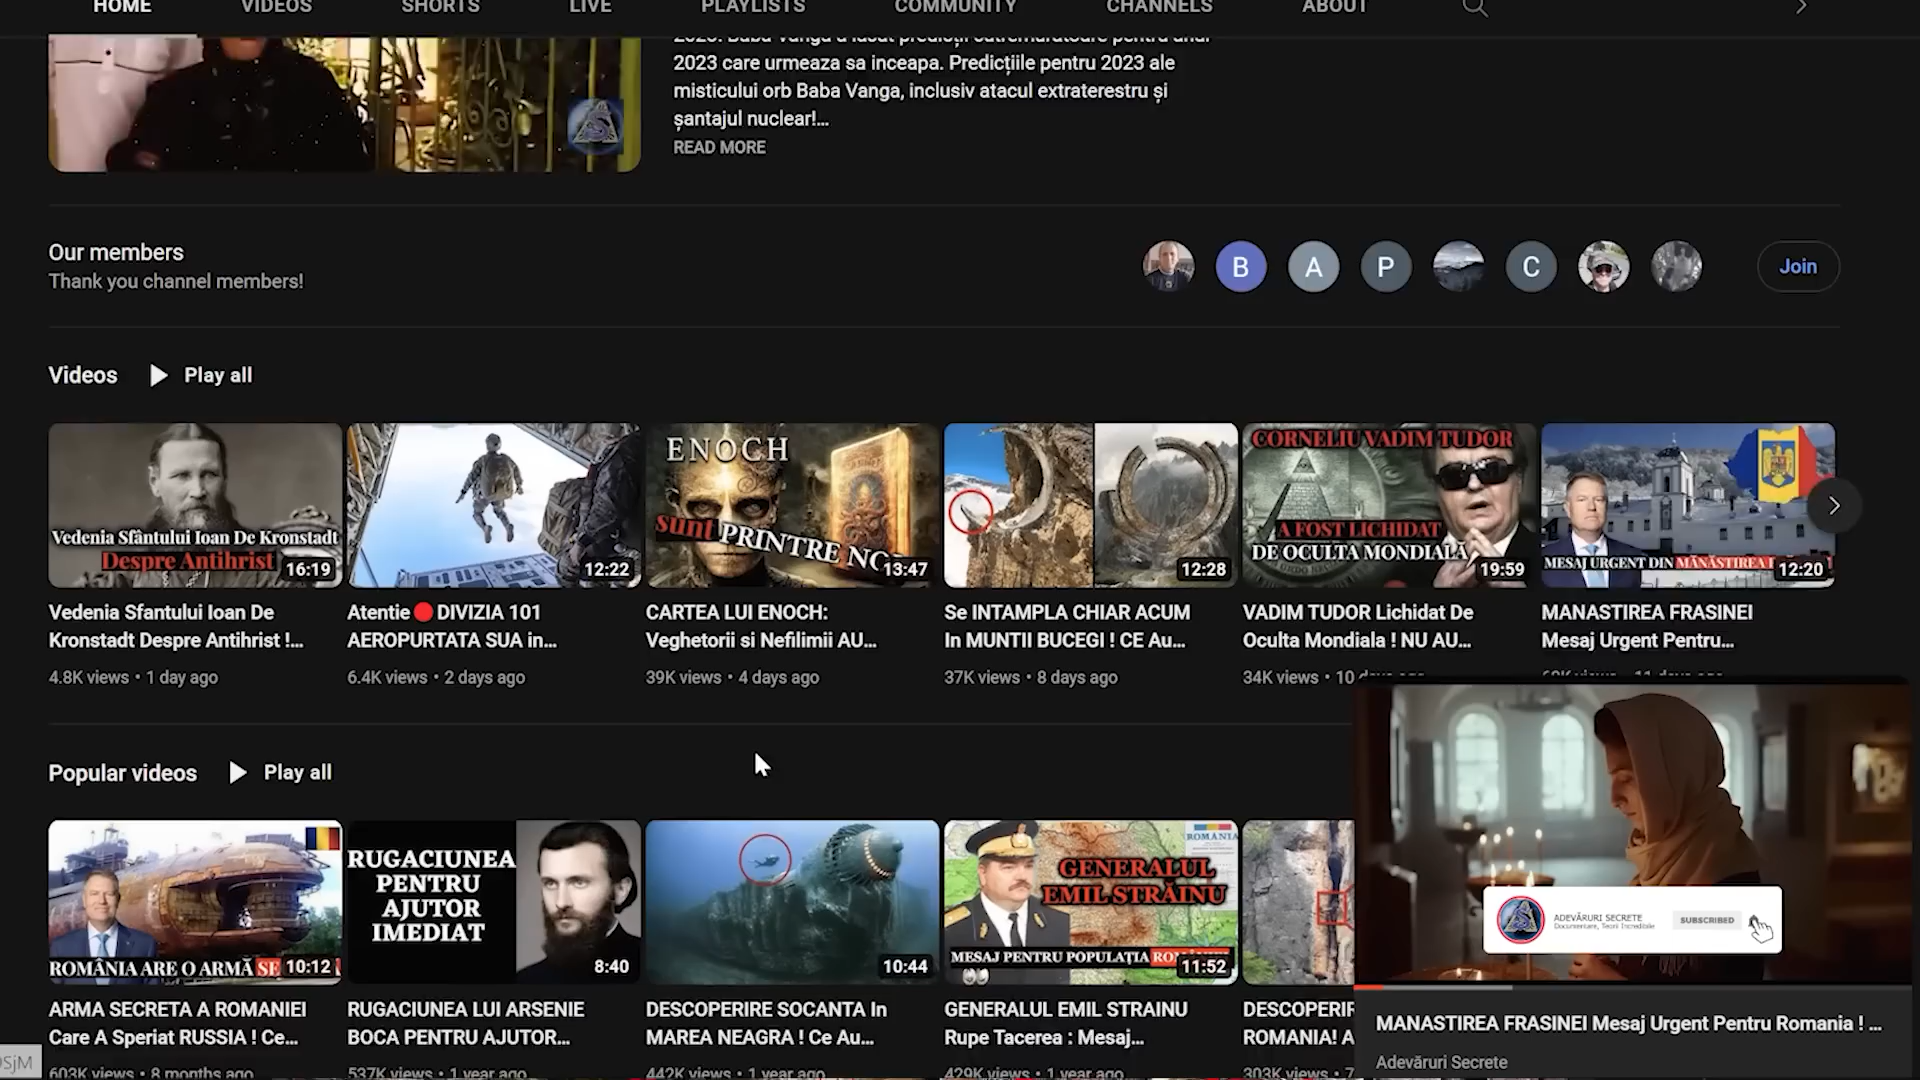 HOME VIDEOS SHORTS LIVE PLAYLISTS COMMUNITY CHANNELS ABOUT
2023 care urmeaza sa inceapa. Predicțiile pentru 2023 ale
misticului orb Baba Vanga, inclusiv atacul extraterestru și
șantajul nuclear!...
READ MORE
Our members
Thank you channel members!
B A P C
Join
Videos Play all
Vedenia Sfântului Ioan De Kronstadt
Despre Antihrist
16:19
12:22
ENOCH
sunt PRINTRE
13:47
12:28
CORNELIU VADIM TUDOR
A FOST LICHIDAT
DE OCULTA MONDIALĂ
19:59
MESAJ URGENT DIN MĂNĂSTIREA
12:20
Vedenia Sfantului Ioan De
Kronstadt Despre Antihrist !...
4.8K views • 1 day ago
Atentie DIVIZIA 101
AEROPURTATA SUA in...
6.4K views • 2 days ago
CARTEA LUI ENOCH:
Veghetorii si Nefilimii AU...
39K views • 4 days ago
Se INTAMPLA CHIAR ACUM
In MUNTII BUCEGI ! CE Au...
37K views • 8 days ago
VADIM TUDOR Lichidat De
Oculta Mondiala ! NU AU...
34K views • 10 days ago
MANASTIREA FRASINEI
Mesaj Urgent Pentru...
Popular videos Play all
ROMÂNIA ARE O ARMĂ SE
10:12
RUGACIUNEA
PENTRU
AJUTOR
IMEDIAT
8:40
10:44
ROMÂNIA
GENERALUL
EMIL STRĂINU
MESAJ PENTRU POPULAȚIA
11:52
ARMA SECRETA A ROMANIEI
Care A Speriat RUSSIA ! Ce...
603K views • 8 months ago
RUGACIUNEA LUI ARSENIE
BOCA PENTRU AJUTOR...
537K views • 1 year ago
DESCOPERIRE SOCANTA In
MAREA NEAGRA ! Ce Au...
442K views • 1 year ago
GENERALUL EMIL STRAINU
Rupe Tacerea : Mesaj...
429K views • 1 year ago
DESCOPERIR
ROMANIA! A
303K views • 7
ADEVĂRURI SECRETE
Documentare, Teorii Incredibile
SUBSCRIBED
MANASTIREA FRASINEI Mesaj Urgent Pentru Romania ! ...
Adevăruri Secrete